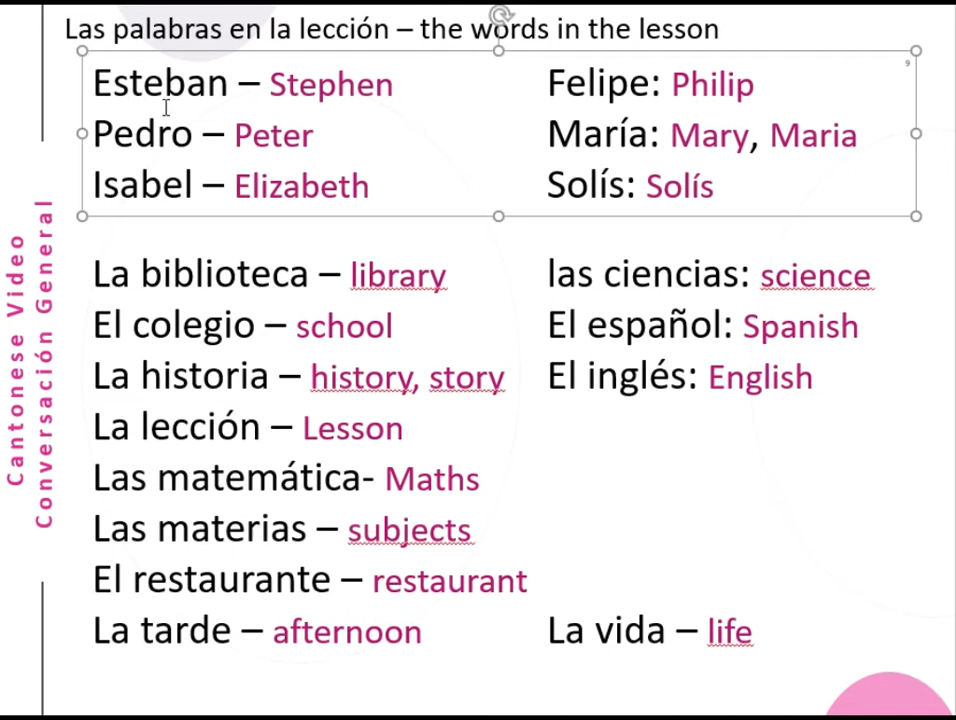 Las palabras en la lección – the words in the lesson
9
Esteban – Stephen
Pedro – Peter
Isabel – Elizabeth
Felipe: Philip
María: Mary, Maria
Solís: Solís
La biblioteca – library
El colegio – school
La historia – history, story
La lección – Lesson
Las matemática- Maths
Las materias – subjects
El restaurante – restaurant
La tarde – afternoon
las ciencias: science
El español: Spanish
El inglés: English
La vida – life
Cantonese Video
Conversación General